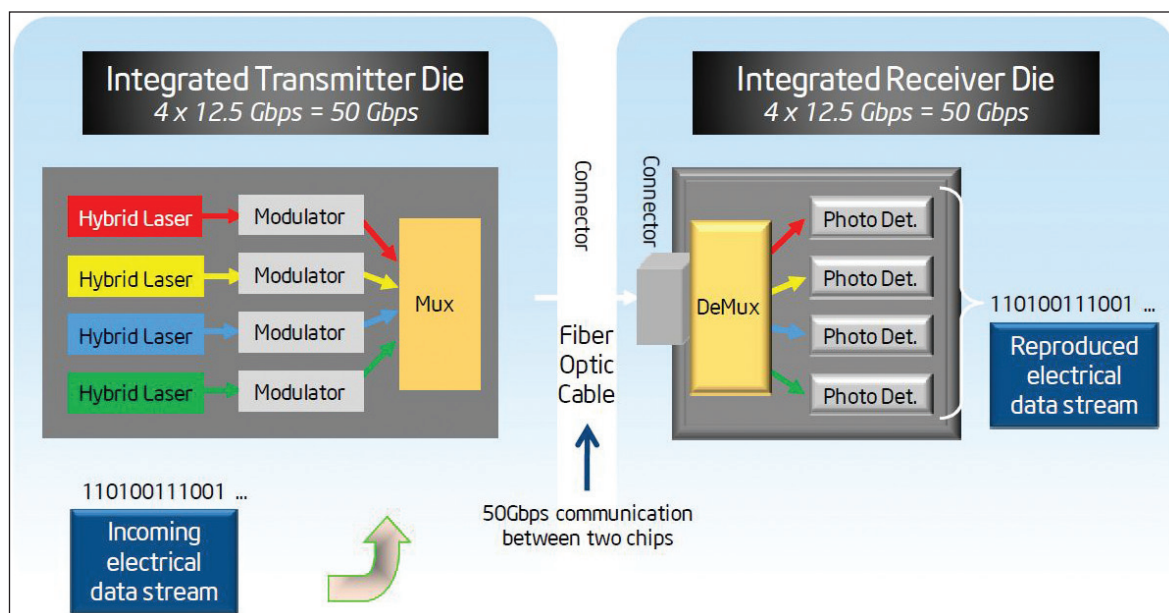 Integrated Transmitter Die
4 x 12.5 Gbps = 50 Gbps
Integrated Receiver Die
4 x 12.5 Gbps = 50 Gbps
Hybrid Laser
Modulator
Hybrid Laser
Modulator
Hybrid Laser
Modulator
Hybrid Laser
Modulator
Mux
Connector
Connector
Fiber
Optic
Cable
DeMux
Photo Det.
Photo Det.
Photo Det.
Photo Det.
110100111001 ...
Reproduced
electrical
data stream
110100111001 ...
Incoming
electrical
data stream
50Gbps communication
between two chips